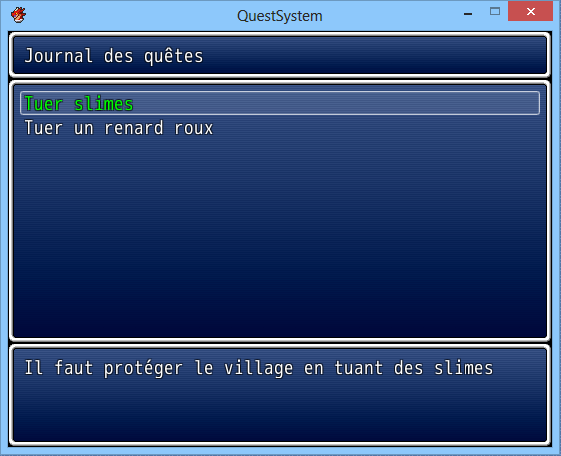 QuestSystem
Journal des quêtes
Tuer slimes
Tuer un renard roux
Il faut protéger le village en tuant des slimes